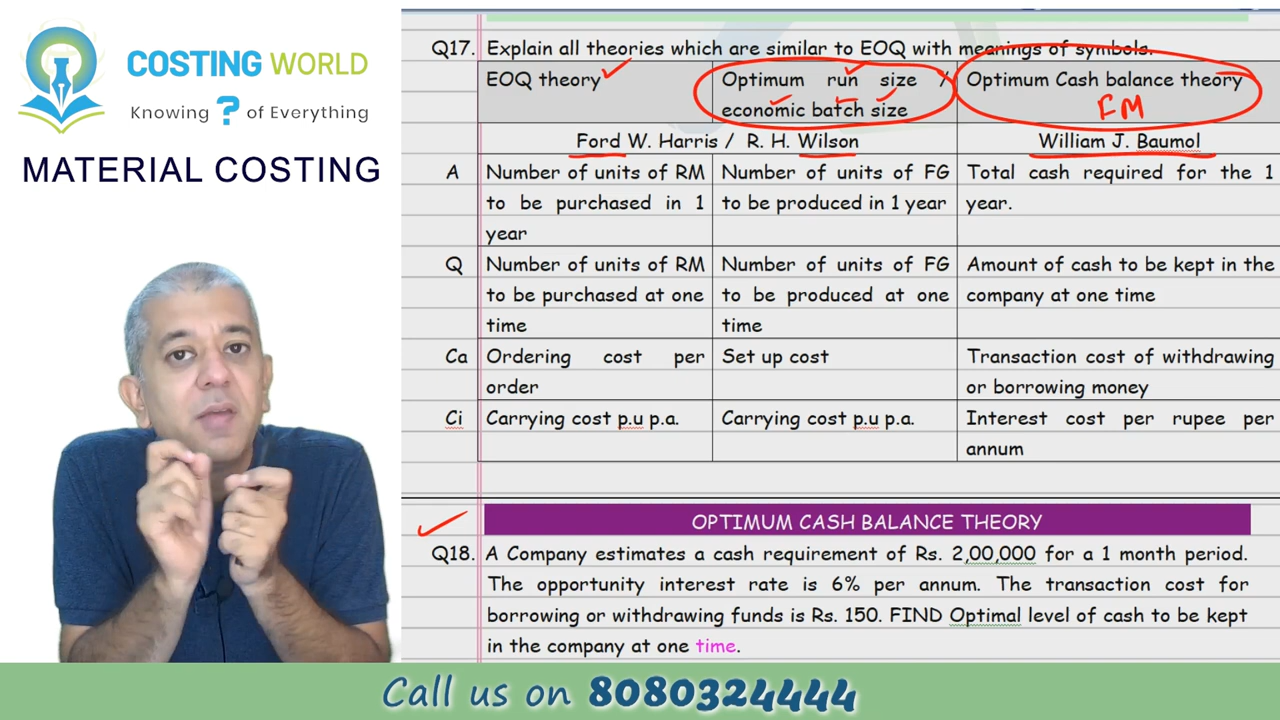 COSTING WORLD
Knowing ? of Everything
MATERIAL COSTING
Q17. Explain all theories which are similar to EOQ with meanings of symbols.
EOQ theory
Optimum run size /
economic batch size
Optimum Cash balance theory
FM
Ford W. Harris / R. H. Wilson
William J. Baumol
A
Number of units of RM
to be purchased in 1
year
Number of units of FG
to be produced in 1 year
Total cash required for the 1
year.
Q
Number of units of RM
to be purchased at one
time
Number of units of FG
to be produced at one
time
Amount of cash to be kept in the
company at one time
Ca
Ordering cost per
order
Set up cost
Transaction cost of withdrawing
or borrowing money
Ci
Carrying cost p.u p.a.
Carrying cost p.u p.a.
Interest cost per rupee per
annum
OPTIMUM CASH BALANCE THEORY
Q18. A Company estimates a cash requirement of Rs. 2,00,000 for a 1 month period.
The opportunity interest rate is 6% per annum. The transaction cost for
borrowing or withdrawing funds is Rs. 150. FIND Optimal level of cash to be kept
in the company at one time.
Call us on 8080324444